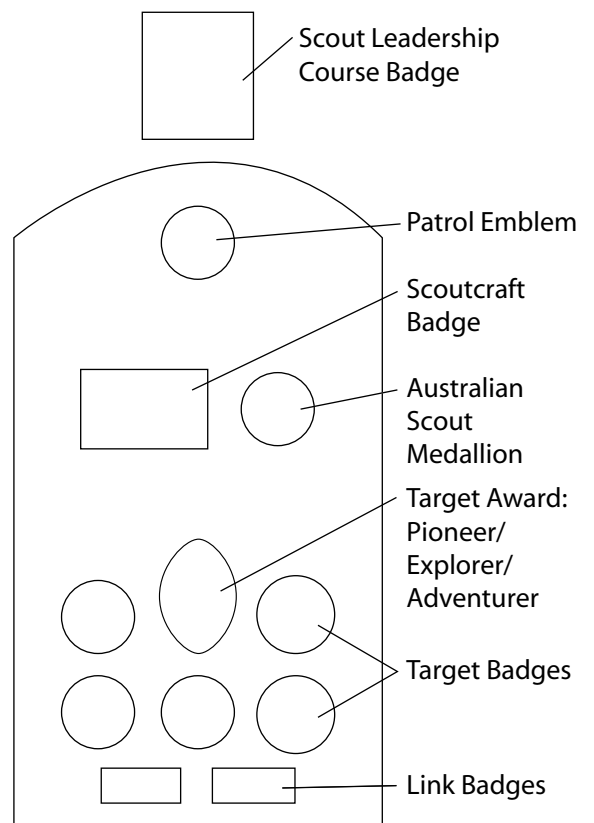 Scout Leadership
Course Badge
Patrol Emblem
Scoutcraft
Badge
Australian
Scout
Medallion
Target Award:
Pioneer/
Explorer/
Adventurer
Target Badges
Link Badges